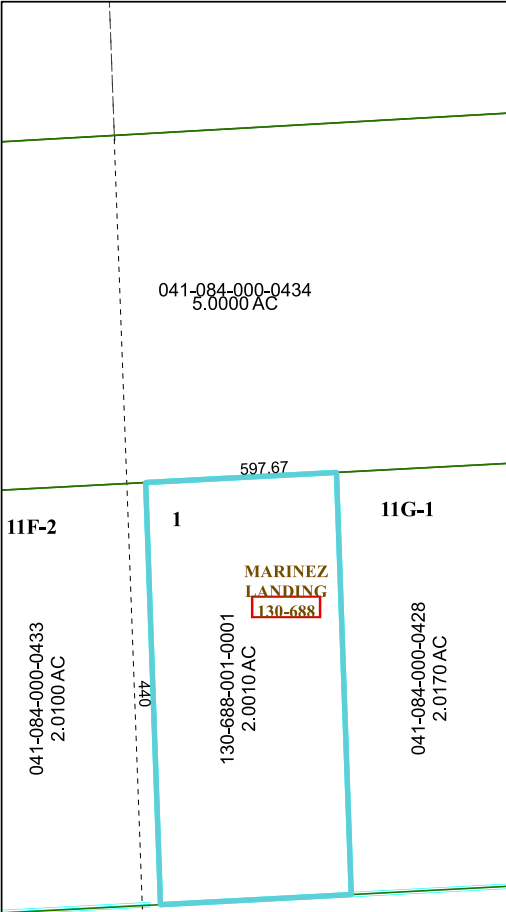 041-084-000-0434
5.0000 AC
597.67
11F-2
1
11G-1
MARINEZ
LANDING
130-688
041-084-000-0433
2.0100 AC
440
130-688-001-0001
2.0010 AC
041-084-000-0428
2.0170 AC